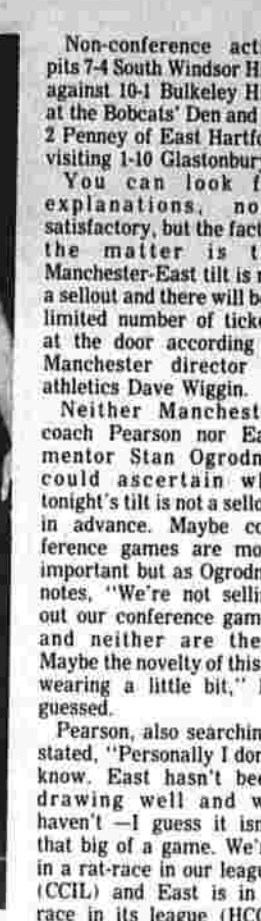 Non-conference acti
pits 7-4 South Windsor H
against 10-1 Bulkeley H
at the Bobcats' Den and
2 Penney of East Hartfo
visiting 1-10 Glastonbury
You can look f
explanations, no
satisfactory, but the fact
the matter is t
Manchester-East tilt is n
a sellout and there will be
limited number of ticke
at the door according
Manchester director
athletics Dave Wiggin.
Neither Manchest
coach Pearson nor Ea
mentor Stan Ogrodn
could ascertain wh
tonight's tilt is not a sello
in advance. Maybe co
ference games are mo
important but as Ogrodn
notes, "We're not selli
out our conference gam
and neither are the
Maybe the novelty of this
wearing a little bit," h
guessed.
Pearson, also searchin
stated, "Personally I don
know. East hasn't bee
drawing well and w
haven't —I guess it isn
that big of a game. We'r
in a rat-race in our leagu
(CCIL) and East is in
race in its league (HCC